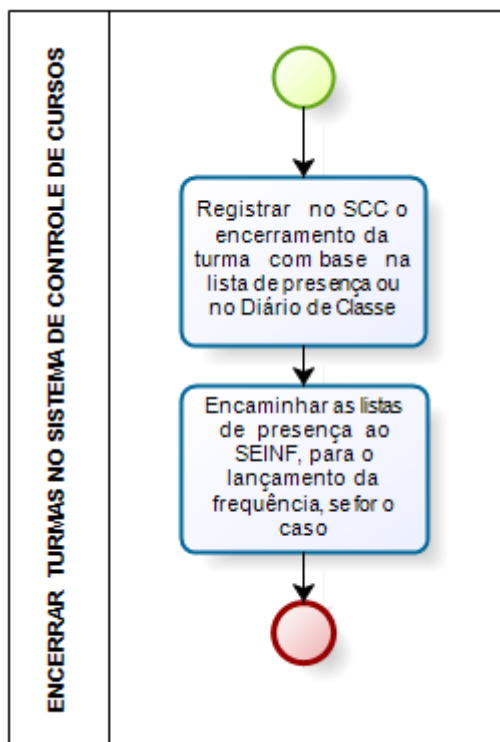 ENCERRAR TURMAS NO SISTEMA DE CONTROLE DE CURSOS
Registrar no SCC o
encerramento da
turma com base na
lista de presença ou
no Diário de Classe
Encaminhar as listas
de presença ao
SEINF, para o
lançamento da
frequência, se for o
caso